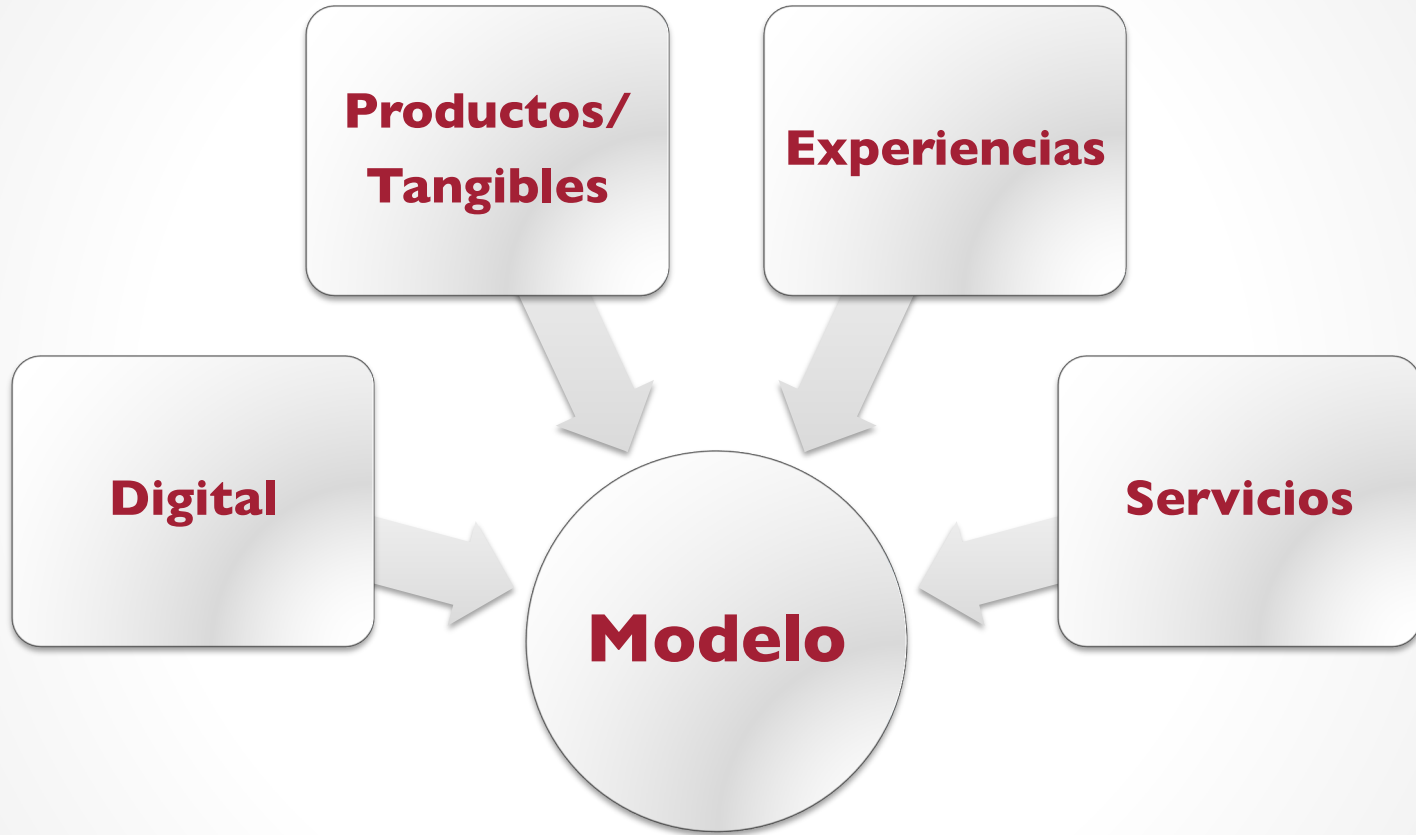 Productos/
Tangibles
Experiencias
Digital
Servicios
Modelo